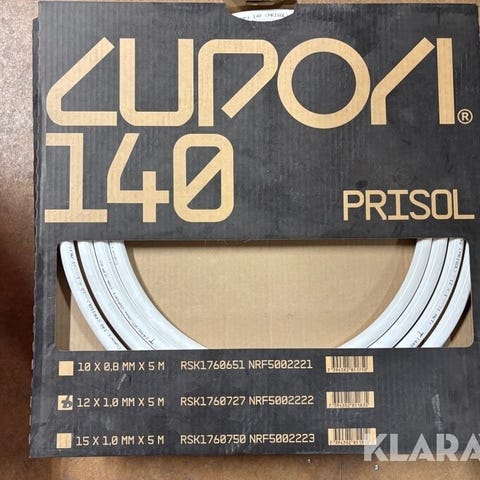 CUPORI®
140
PRISOL
10 X 0,8 MM X 5 M RSK1760651 NRF5002221
12 X 1,0 MM X 5 M RSK1760727 NRF5002222
15 X 1,0 MM X 5 M RSK1760750 NRF5002223
KLARA